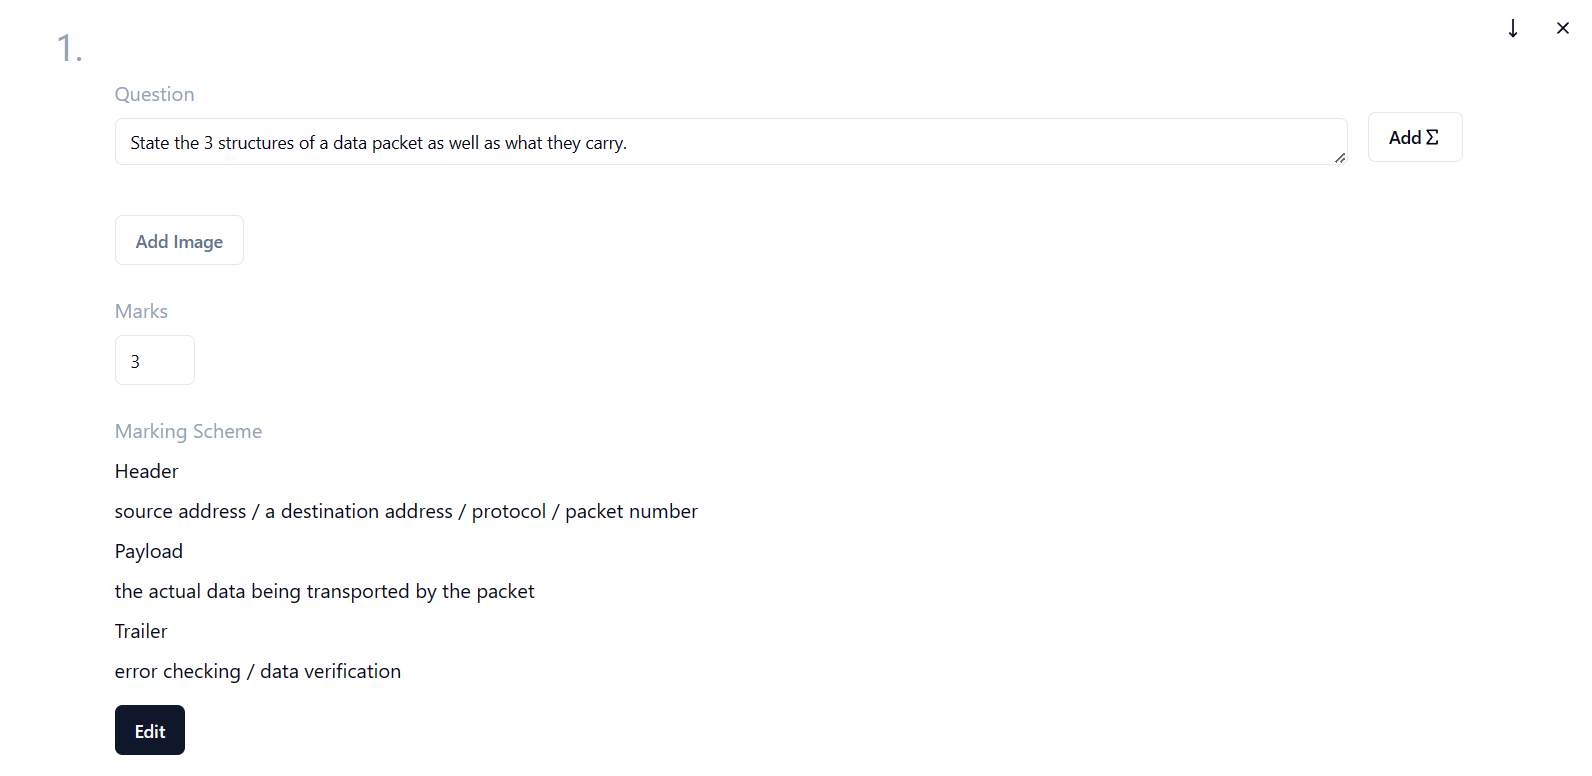 1.
Question
State the 3 structures of a data packet as well as what they carry.
Add Σ
Add Image
Marks
3
Marking Scheme
Header
source address / a destination address / protocol / packet number
Payload
the actual data being transported by the packet
Trailer
error checking / data verification
Edit